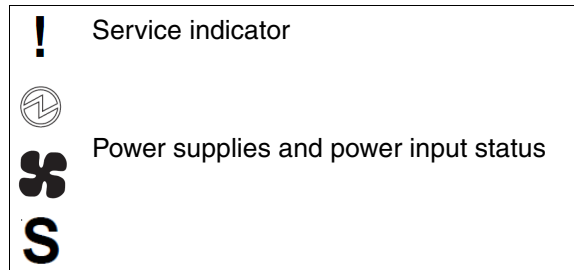 ! Service indicator
Power supplies and power input status
S